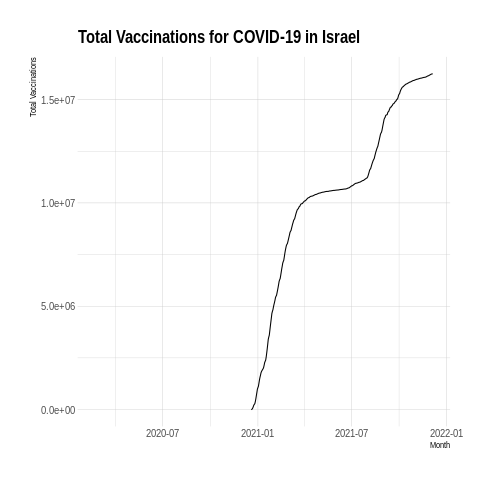 Total Vaccinations for COVID-19 in Israel
Total Vaccinations
1.5e+07
1.0e+07
5.0e+06
0.0e+00
2020-07
2021-01
2021-07
2022-01
Month